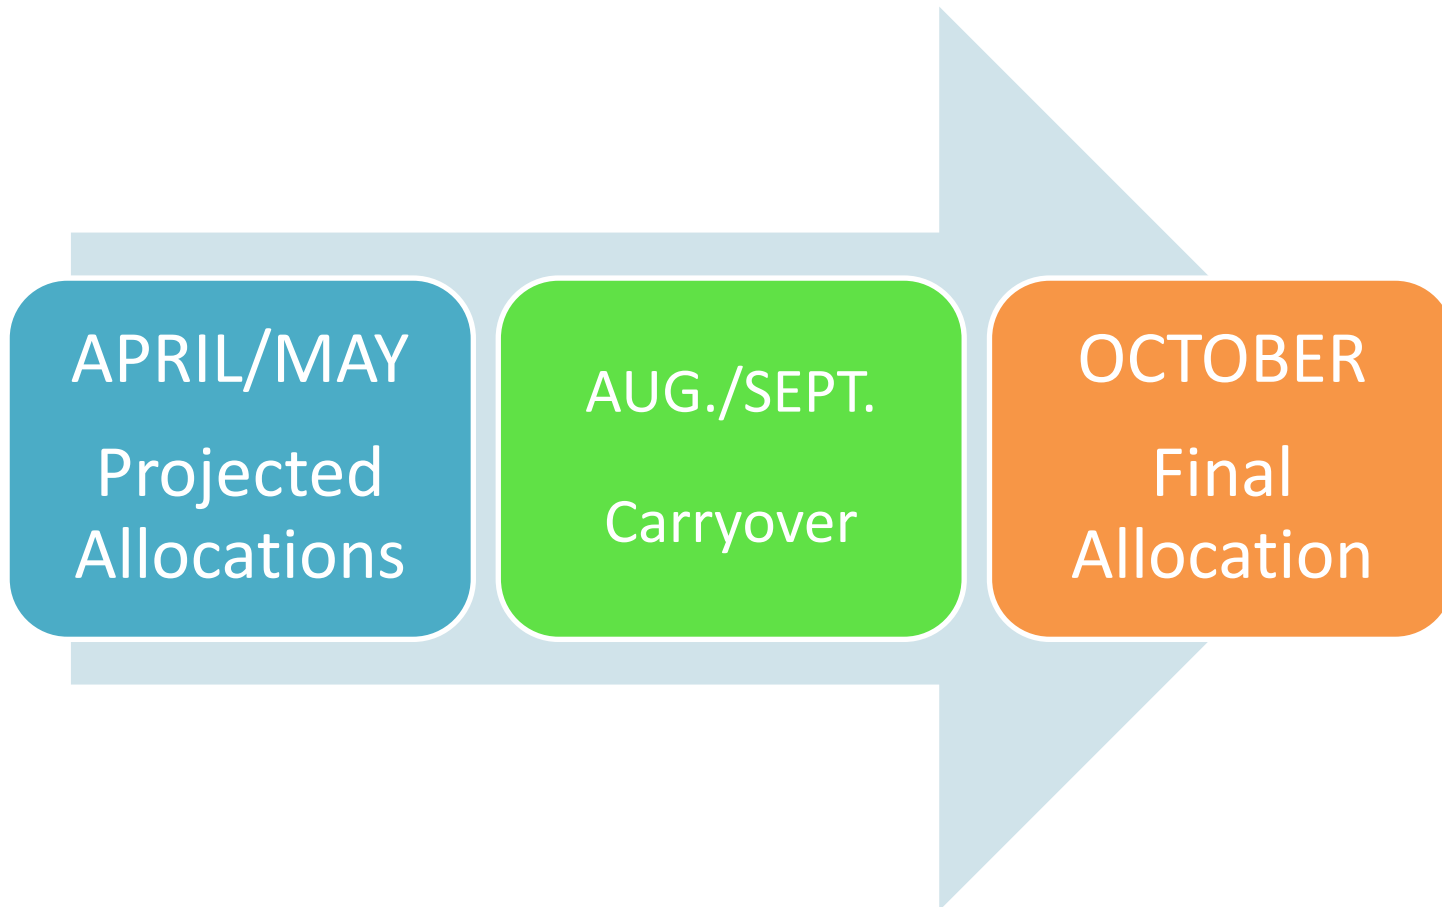 APRIL/MAY
Projected
Allocations
AUG./SEPT.
Carryover
OCTOBER
Final
Allocation